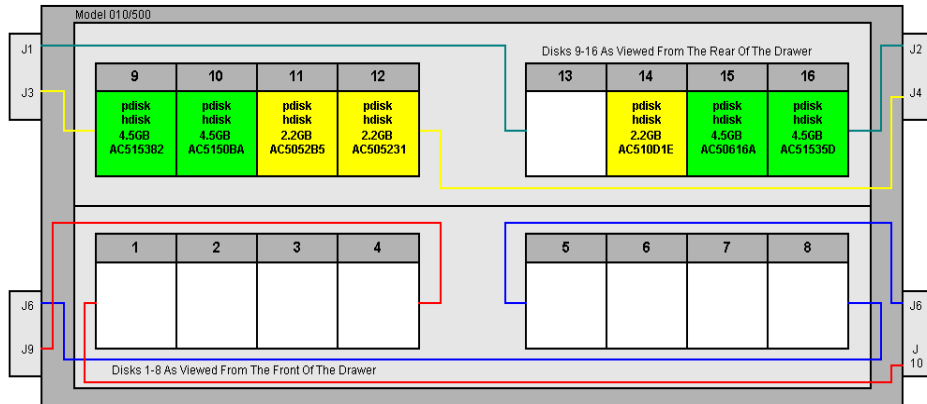 Model 010/500
J1
J2
Disks 9-16 As Viewed From The Rear Of The Drawer
9 10 11 12 13 14 15 16
J3
J4
pdisk pdisk pdisk pdisk pdisk pdisk pdisk
hdisk hdisk hdisk hdisk hdisk hdisk hdisk
4.5GB 4.5GB 2.2GB 2.2GB 2.2GB 4.5GB 4.5GB
AC515382 AC5150BA AC5052B5 AC505231 AC510D1E AC50616A AC51535D
1 2 3 4 5 6 7 8
J6
J6
J9
J
10
Disks 1-8 As Viewed From The Front Of The Drawer